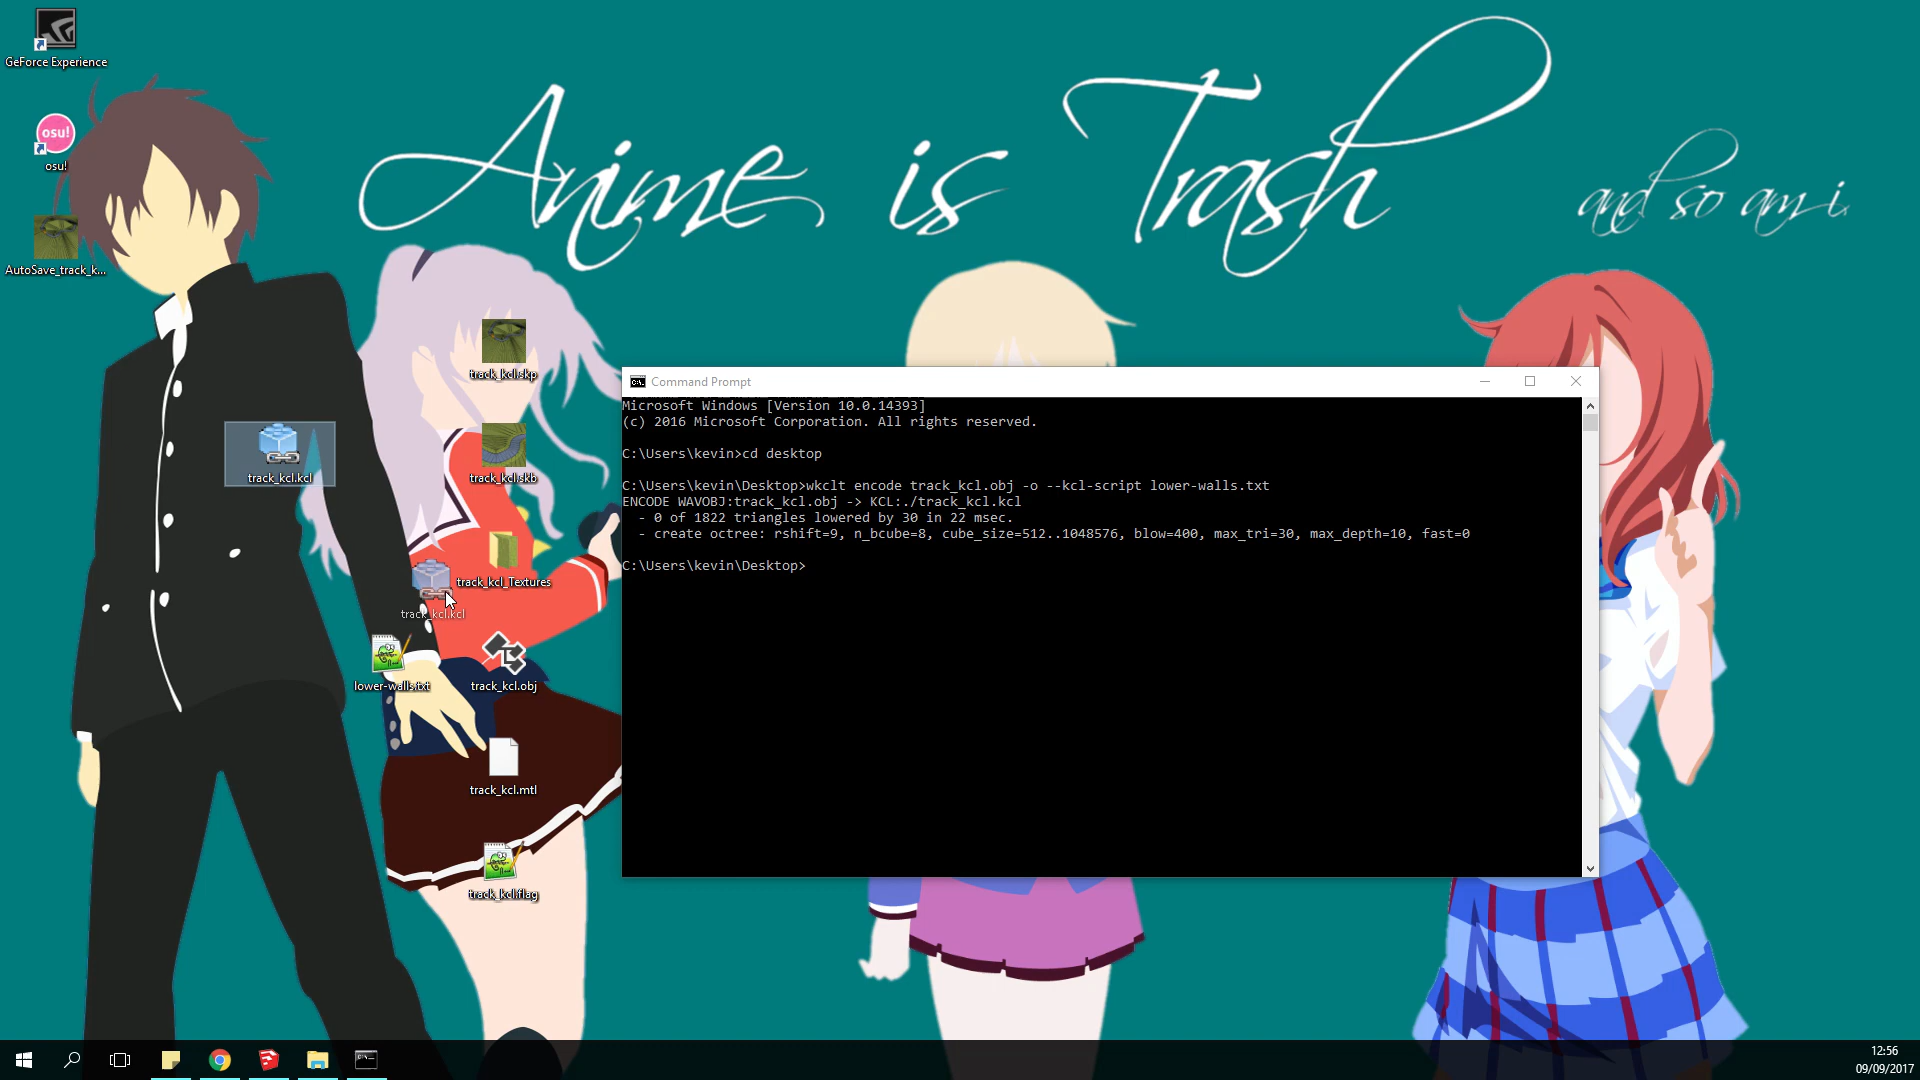 GeForce Experience
osu!
osu!
AutoSave_track_k...
Anime is Trash
and so am i.
track_kcl.skp
track_kcl.skb
track_kcl.kcl
track_kcl_Textures
track_kcl.kcl
lower-walls.txt
track_kcl.obj
track_kcl.mtl
track_kcl.flag
Command Prompt
Microsoft Windows [Version 10.0.14393]
(c) 2016 Microsoft Corporation. All rights reserved.
C:\Users\kevin>cd desktop
C:\Users\kevin\Desktop>wkclt encode track_kcl.obj -o --kcl-script lower-walls.txt
ENCODE WAVOBJ:track_kcl.obj -> KCL:./track_kcl.kcl
- 0 of 1822 triangles lowered by 30 in 22 msec.
- create octree: rshift=9, n_bcube=8, cube_size=512..1048576, blow=400, max_tri=30, max_depth=10, fast=0
C:\Users\kevin\Desktop>
12:56
09/09/2017